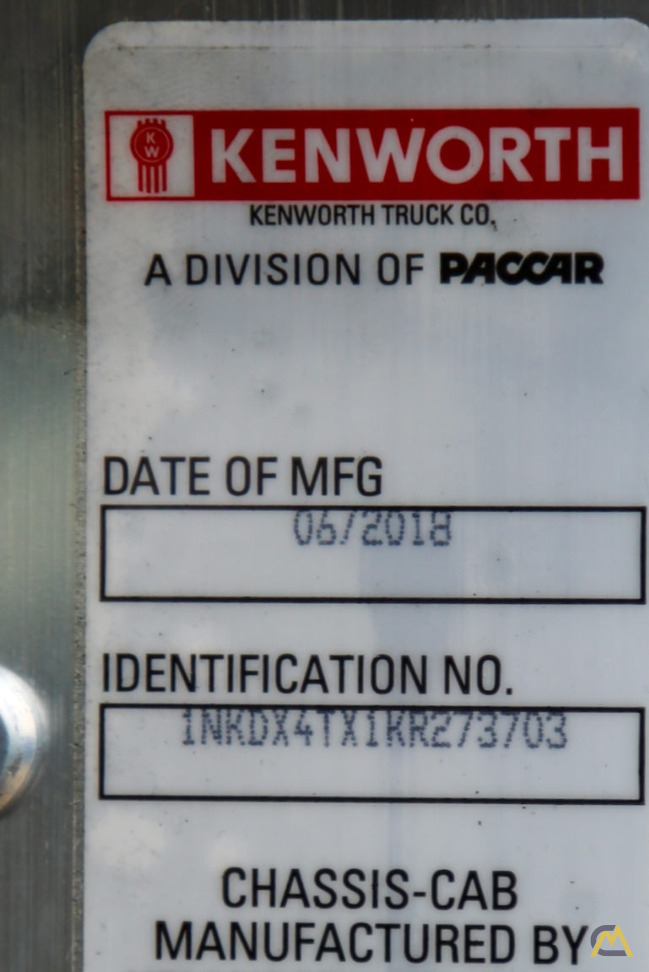 KW KENWORTH
KENWORTH TRUCK CO.
A DIVISION OF PACCAR
DATE OF MFG
06/2018
IDENTIFICATION NO.
1NKDX4TX1KR273703
CHASSIS-CAB
MANUFACTURED BY